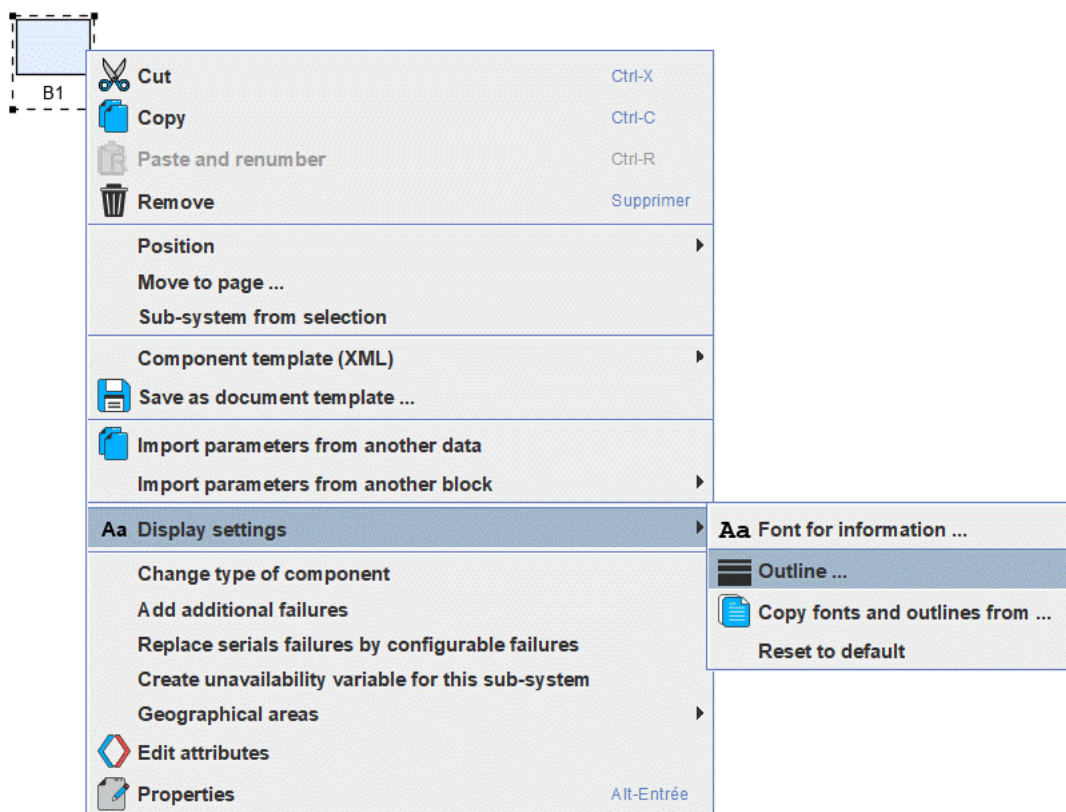 B1
Cut Ctrl-X
Copy Ctrl-C
Paste and renumber Ctrl-R
Remove Supprimer
Position
Move to page ...
Sub-system from selection
Component template (XML)
Save as document template ...
Import parameters from another data
Import parameters from another block
Aa Display settings
Aa Font for information ...
Outline ...
Copy fonts and outlines from ...
Reset to default
Change type of component
Add additional failures
Replace serials failures by configurable failures
Create unavailability variable for this sub-system
Geographical areas
Edit attributes
Properties Alt-Entrée